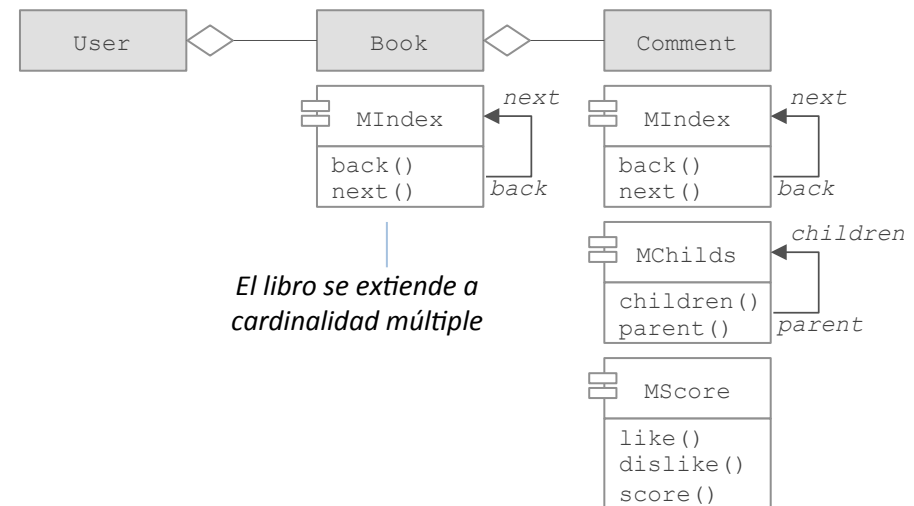 User
Book
Comment
MIndex
next
back()
next()
back
El libro se extiende a
cardinalidad múltiple
MIndex
next
back()
next()
back
MChilds
children
children()
parent()
parent
MScore
like()
dislike()
score()